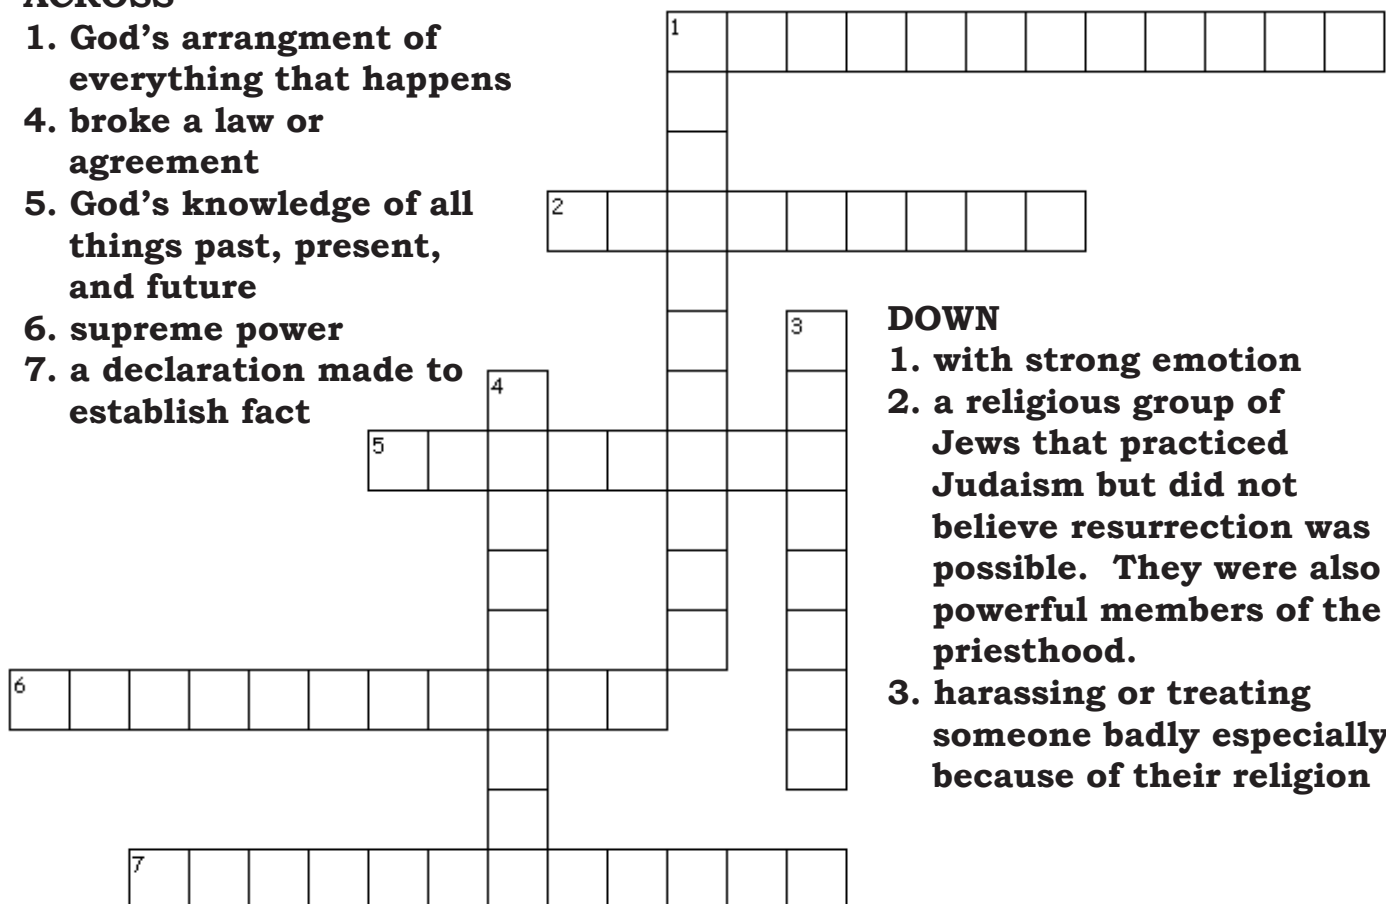 ACROSS
1. God’s arrangment of
everything that happens
4. broke a law or
agreement
5. God’s knowledge of all
things past, present,
and future
6. supreme power
7. a declaration made to
establish fact
1
2
3
4
5
6
7
DOWN
1. with strong emotion
2. a religious group of
Jews that practiced
Judaism but did not
believe resurrection was
possible. They were also
powerful members of the
priesthood.
3. harassing or treating
someone badly especially
because of their religion